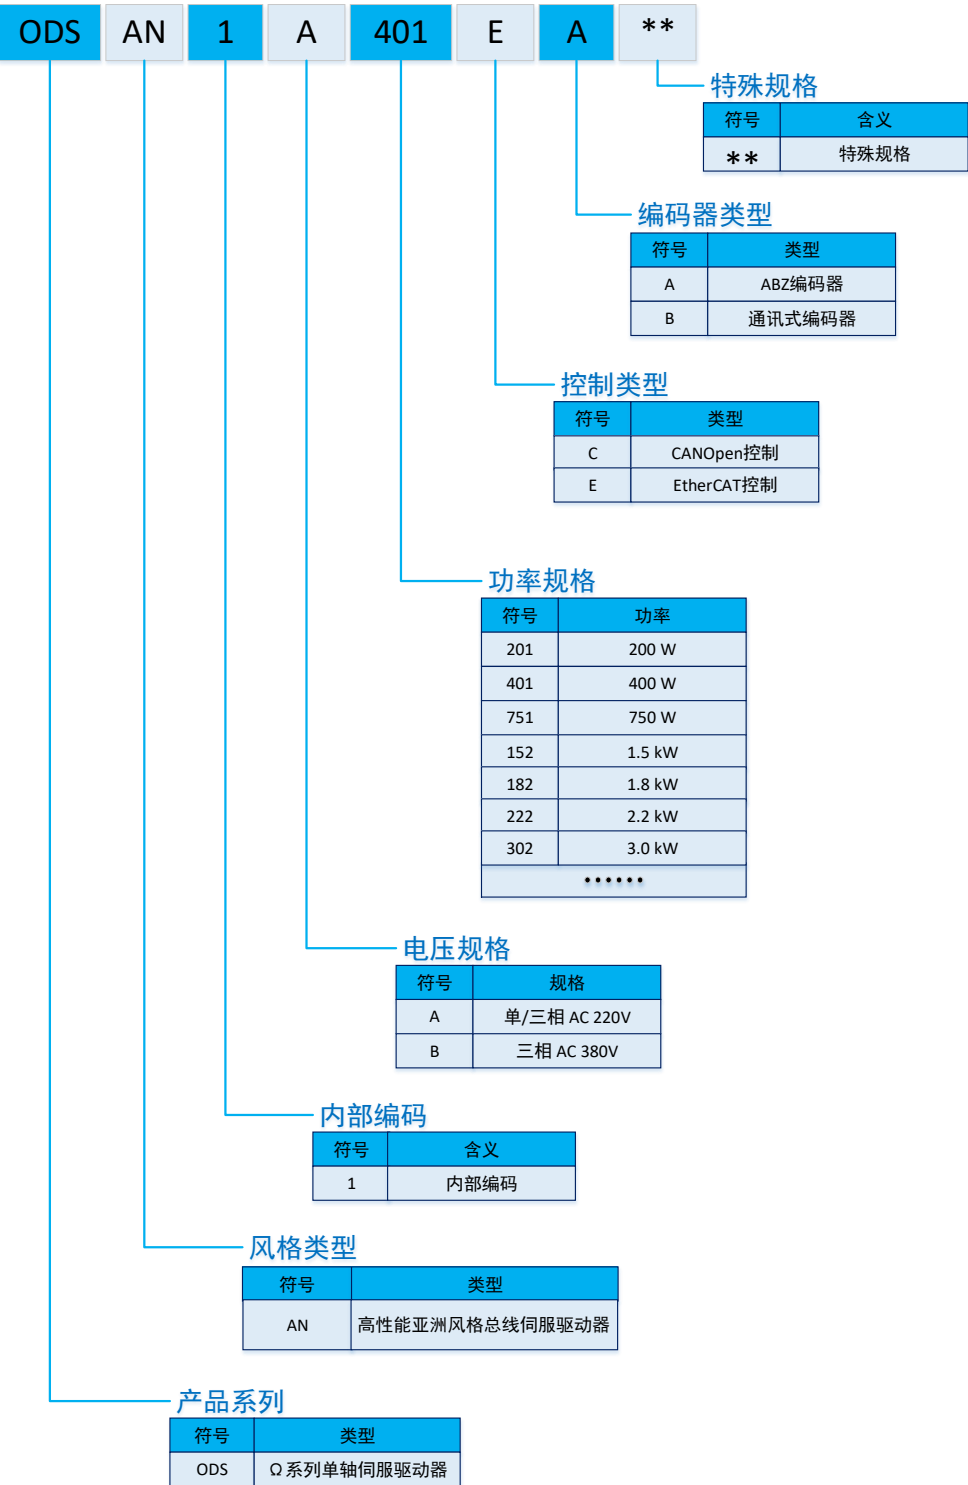 ODS AN 1 A 401 E A **
特殊规格
符号 含义
** 特殊规格
编码器类型
符号 类型
A ABZ编码器
B 通讯式编码器
控制类型
符号 类型
C CANOpen控制
E EtherCAT控制
功率规格
符号 功率
201 200 W
401 400 W
751 750 W
152 1.5 kW
182 1.8 kW
222 2.2 kW
302 3.0 kW
••••••
电压规格
符号 规格
A 单/三相 AC 220V
B 三相 AC 380V
内部编码
符号 含义
1 内部编码
风格类型
符号 类型
AN 高性能亚洲风格总线伺服驱动器
产品系列
符号 类型
ODS Ω系列单轴伺服驱动器